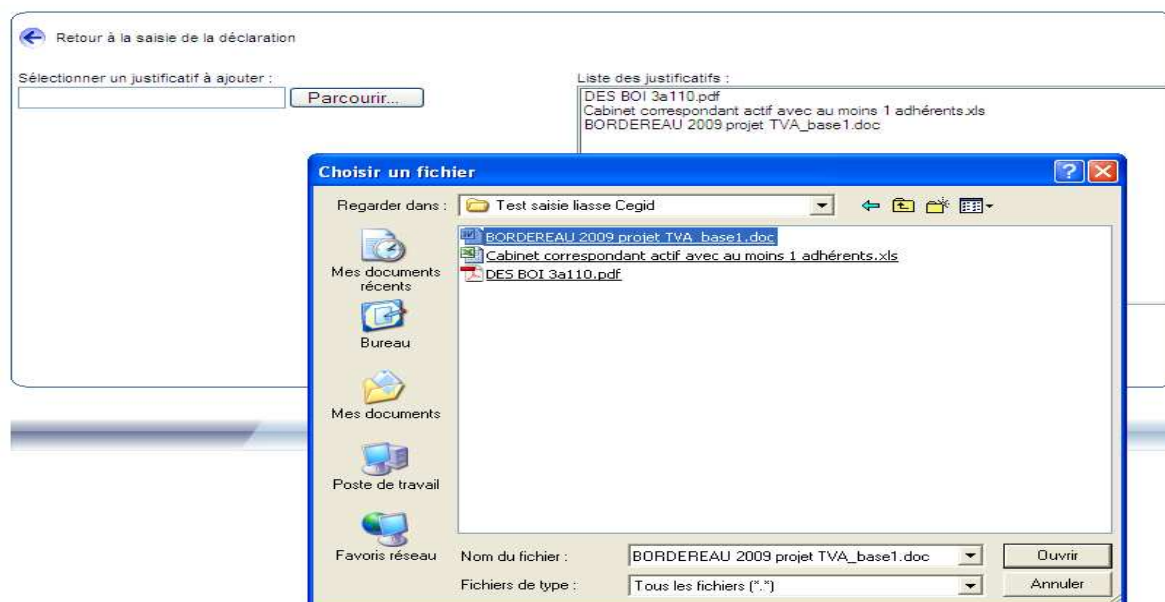 Retour à la saisie de la déclaration
Sélectionner un justificatif à ajouter :
Parcourir...
Liste des justificatifs :
DES BOI 3a110.pdf
Cabinet correspondant actif avec au moins 1 adhérents.xls
BORDEREAU 2009 projet TVA_base1.doc
Choisir un fichier
Regarder dans :
Test saisie liasse Cegid
BORDEREAU 2009 projet TVA_base1.doc
Cabinet correspondant actif avec au moins 1 adhérents.xls
DES BOI 3a110.pdf
Mes documents
récents
Bureau
Mes documents
Poste de travail
Favoris réseau
Nom du fichier :
BORDEREAU 2009 projet TVA_base1.doc
Ouvrir
Fichiers de type :
Tous les fichiers (*.*)
Annuler